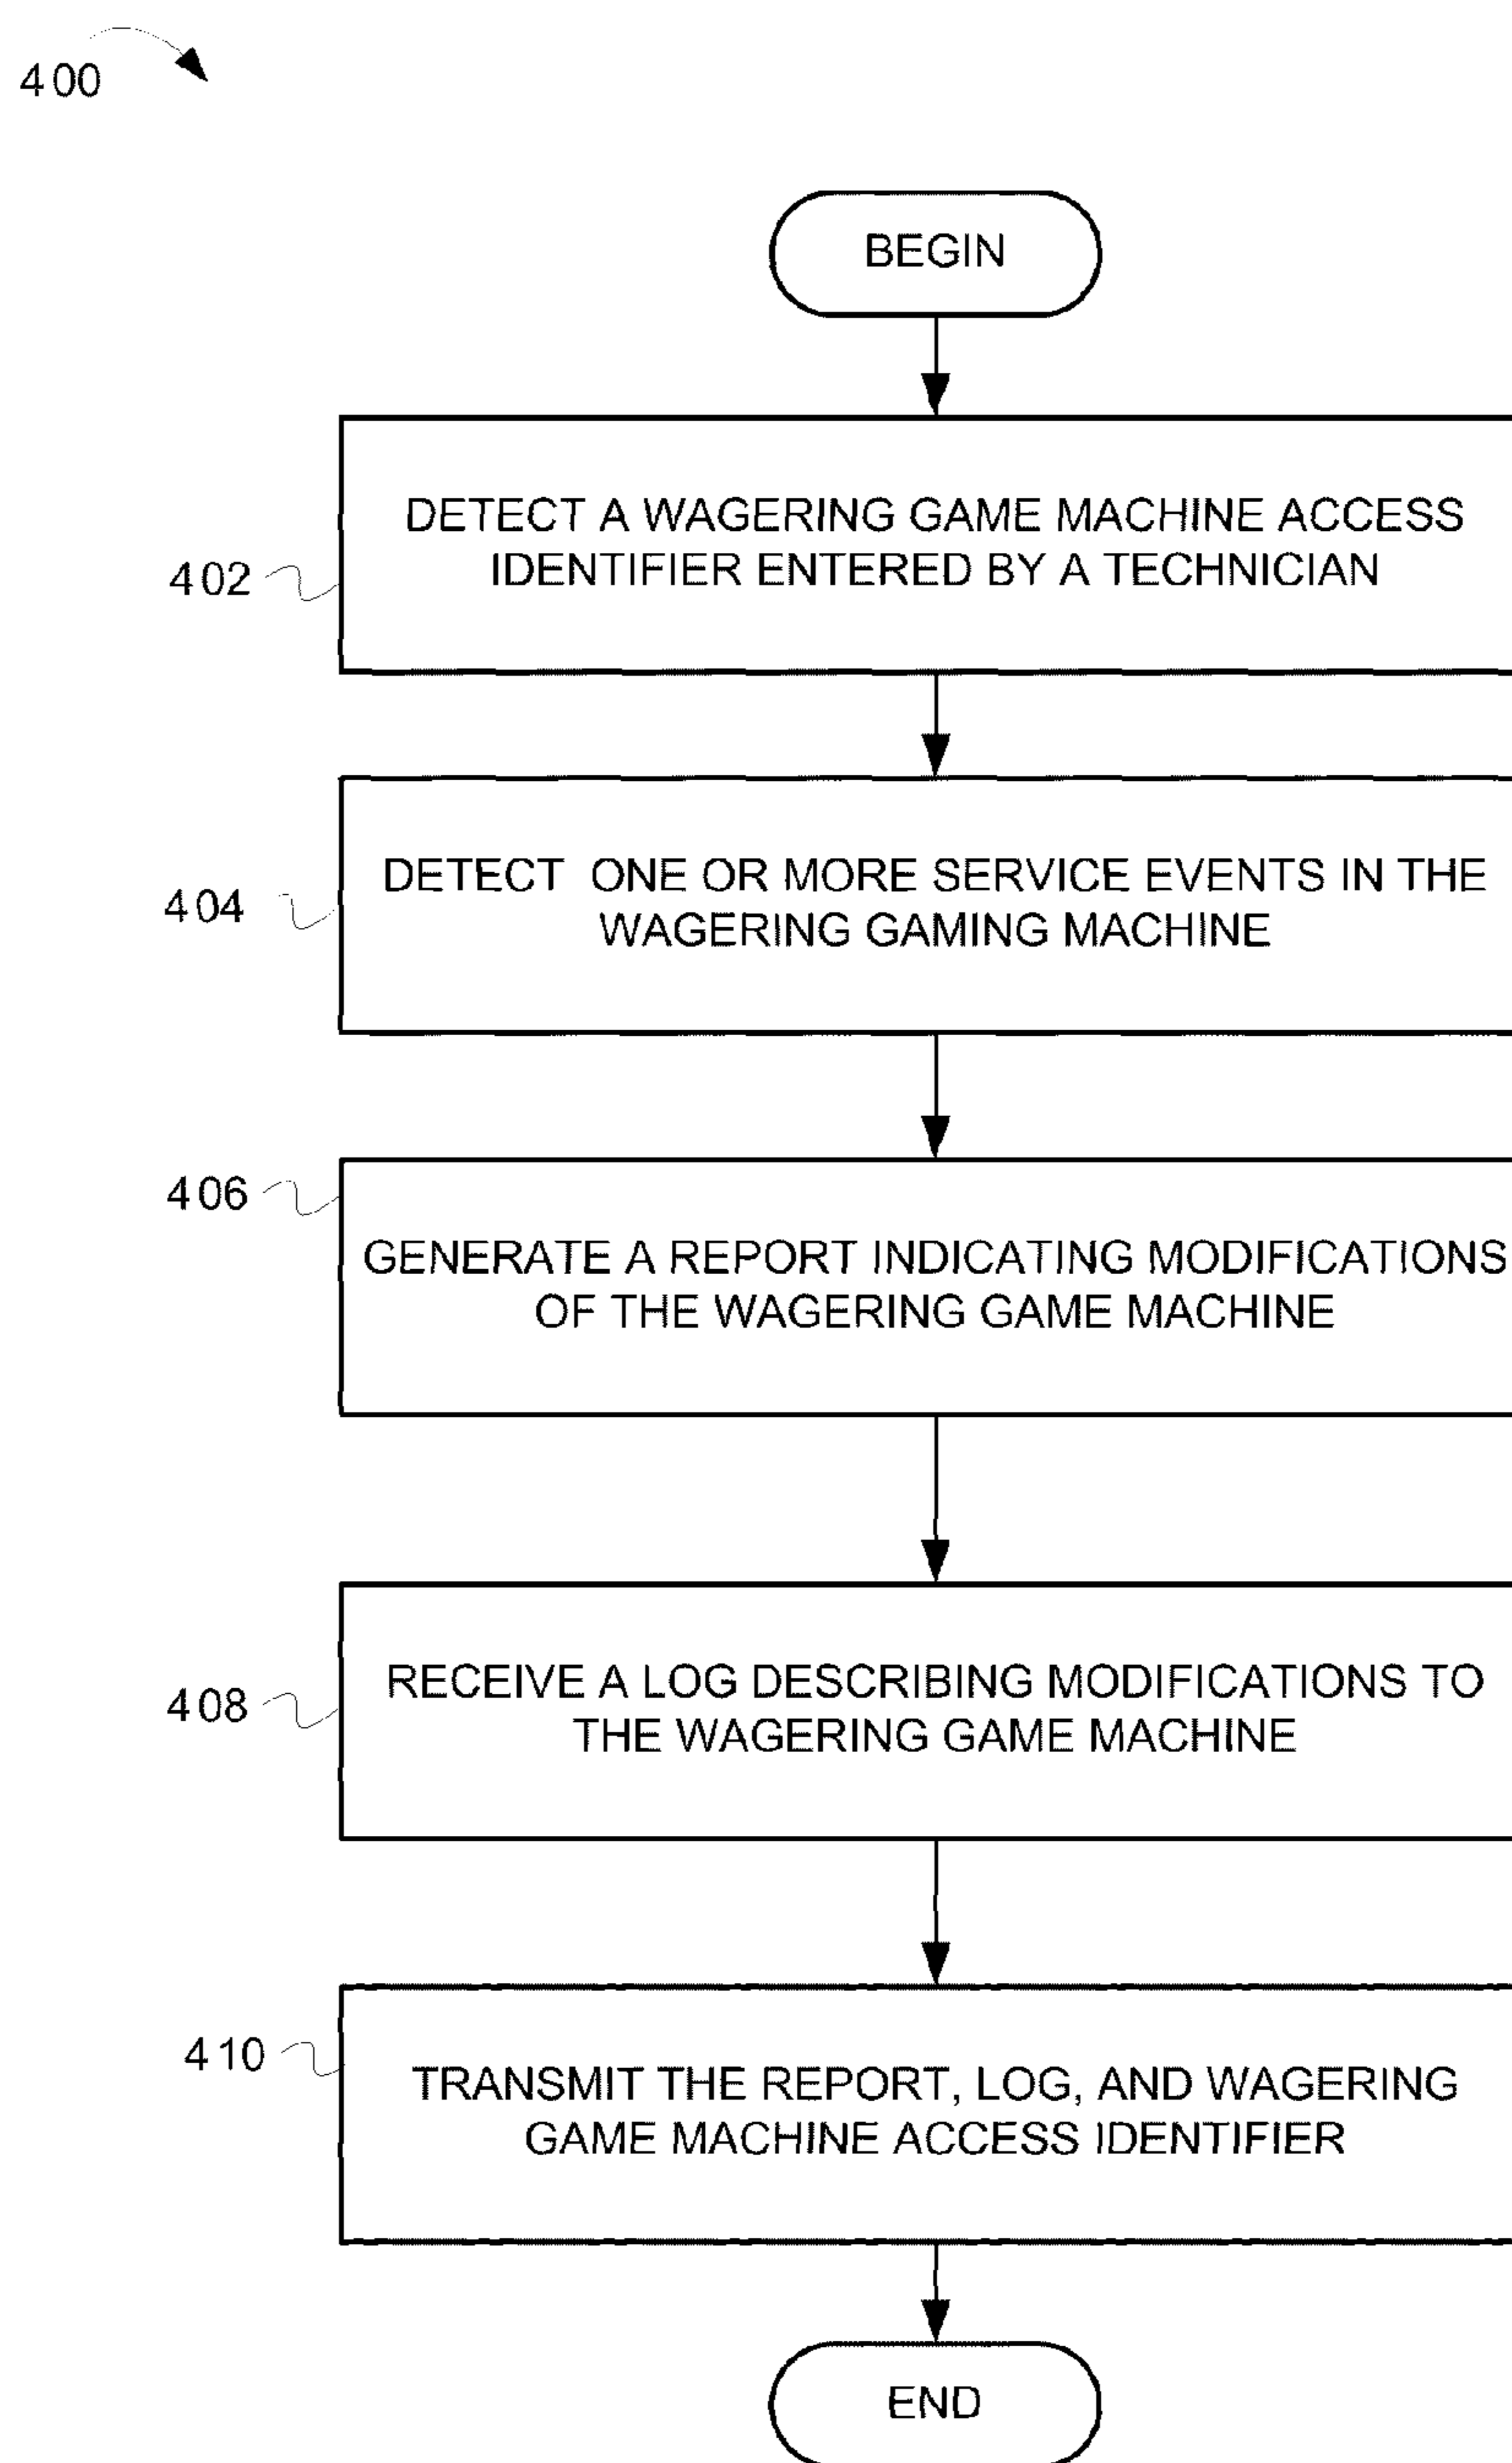 400
BEGIN
DETECT A WAGERING GAME MACHINE ACCESS
IDENTIFIER ENTERED BY A TECHNICIAN
402
DETECT ONE OR MORE SERVICE EVENTS IN THE
WAGERING GAMING MACHINE
404
406
GENERATE A REPORT INDICATING MODIFICATIONS
OF THE WAGERING GAME MACHINE
RECEIVE A LOG DESCRIBING MODIFICATIONS TO
THE WAGERING GAME MACHINE
408
410
TRANSMIT THE REPORT, LOG, AND WAGERING
GAME MACHINE ACCESS IDENTIFIER
END